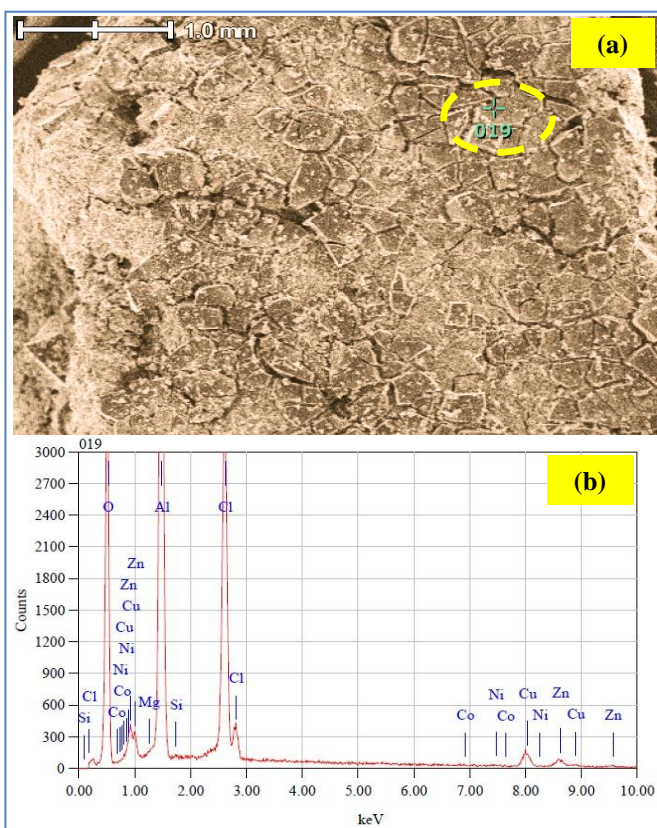 1.0 mm
(a)
019
019
(b)
3000
2700
2400
2100
1800
1500
1200
900
600
300
0
Counts
O
Al
Cl
Zn
Zn
Cu
Cu
Ni
Ni
Co
Co
Cl
Si
Mg
Si
Cl
Co
Ni
Co
Cu
Ni
Zn
Cu
Zn
0.00 1.00 2.00 3.00 4.00 5.00 6.00 7.00 8.00 9.00 10.00
keV